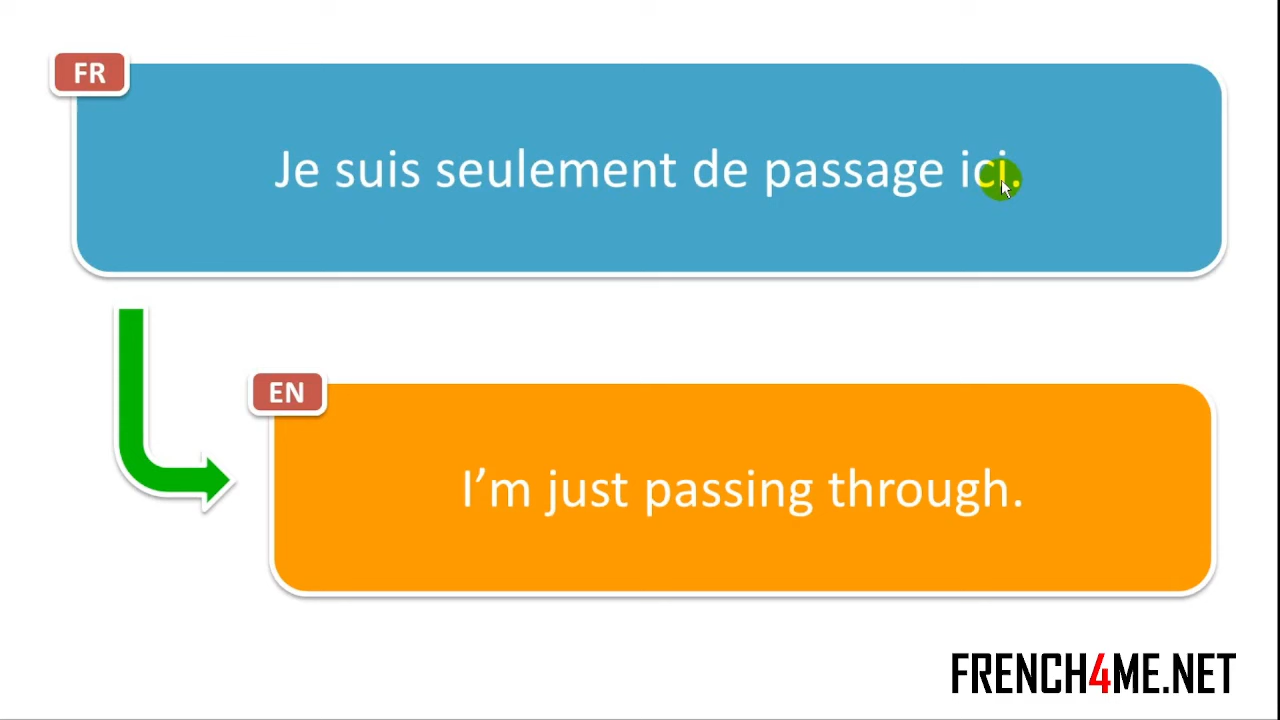 FR
Je suis seulement de passage ici.
EN
I’m just passing through.
FRENCH4ME.NET